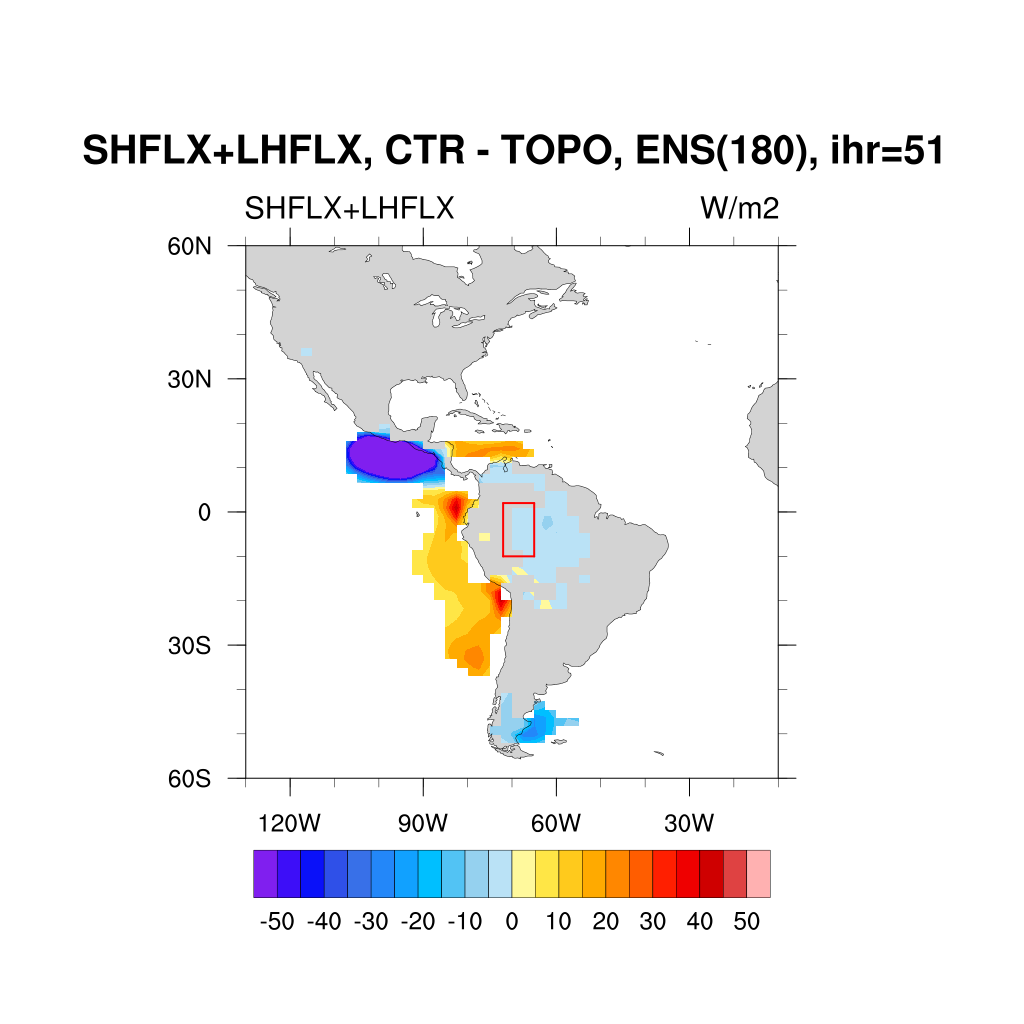 SHFLX+LHFLX, CTR - TOPO, ENS(180), ihr=51
SHFLX+LHFLX W/m2
60N
30N
0
30S
60S
120W 90W 60W 30W
-50 -40 -30 -20 -10 0 10 20 30 40 50